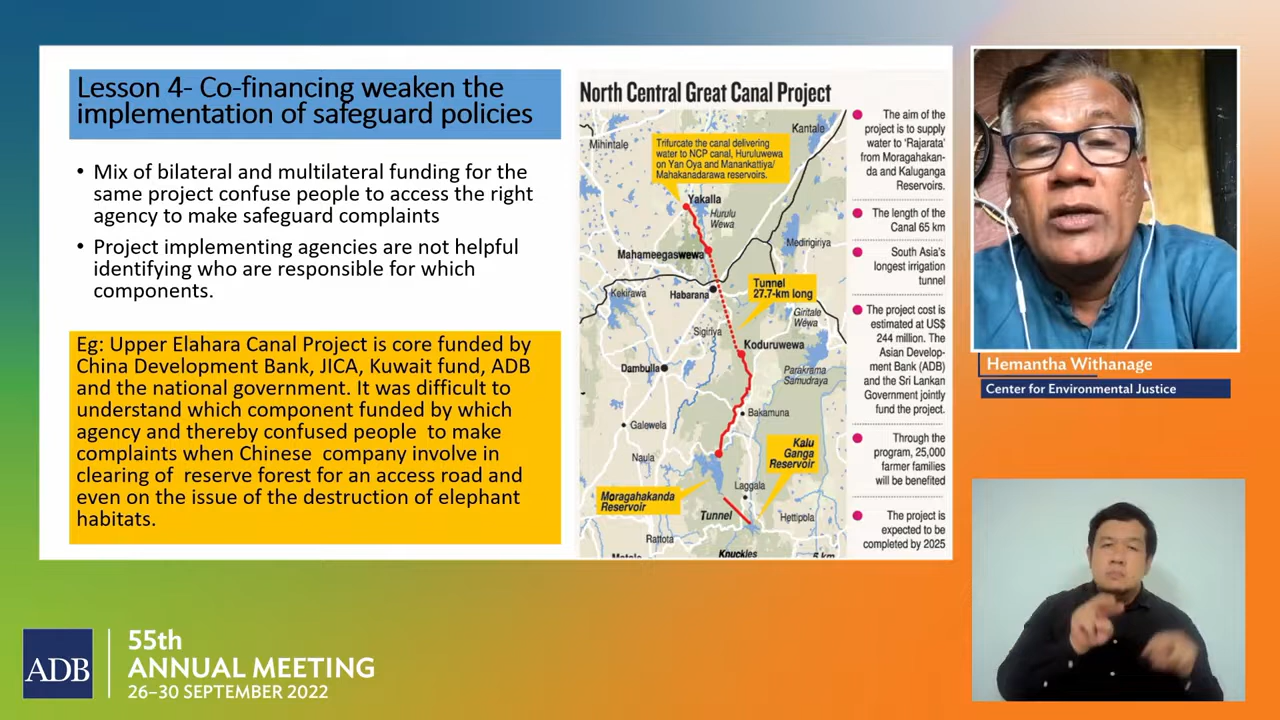 Lesson 4- Co-financing weaken the
implementation of safeguard policies
• Mix of bilateral and multilateral funding for the
same project confuse people to access the right
agency to make safeguard complaints
• Project implementing agencies are not helpful
identifying who are responsible for which
components.
Eg: Upper Elahara Canal Project is core funded by
China Development Bank, JICA, Kuwait fund, ADB
and the national government. It was difficult to
understand which component funded by which
agency and thereby confused people to make
complaints when Chinese company involve in
clearing of reserve forest for an access road and
even on the issue of the destruction of elephant
habitats.
North Central Great Canal Project
Mihintale
Kantale
Trifurcate the canal delivering
water to NCP canal, Huruluwewa
on Yan Oya and Manankattiya/
Mahakanadarawa reservoirs.
Yakalla
Hurulu
Wewa
Mahameegaswewa
Medirigiriya
Kekirawa
Habarana
Tunnel
27.7-km long
Giritale
Wewa
Sigiriya
Koduruwewa
Dambulla
Parakrama
Samudraya
Bakamuna
Galewela
Kalu
Ganga
Reservoir
Naula
Laggala
Moragahakanda
Reservoir
Tunnel
Hettipola
Rattota
Knuckles
5 km
The aim of the
project is to supply
water to 'Rajarata'
from Moragahakan-
da and Kaluganga
Reservoirs.
The length of the
Canal 65 km
South Asia's
longest irrigation
tunnel
The project cost is
estimated at US$
244 million. The
Asian Develop-
ment Bank (ADB)
and the Sri Lankan
Government jointly
fund the project.
Through the
program, 25,000
farmer families
will be benefited
The project is
expected to be
completed by 2025
Hemantha Withanage
Center for Environmental Justice
ADB
55th
ANNUAL MEETING
26–30 SEPTEMBER 2022